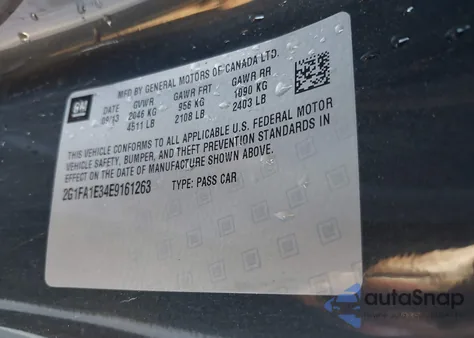 GM
MFD BY GENERAL MOTORS OF CANADA LTD.
DATE GVWR GAWR FRT GAWR RR
09/13 2046 KG 956 KG 1090 KG
4511 LB 2108 LB 2403 LB
THIS VEHICLE CONFORMS TO ALL APPLICABLE U.S. FEDERAL MOTOR
VEHICLE SAFETY, BUMPER, AND THEFT PREVENTION STANDARDS IN
EFFECT ON THE DATE OF MANUFACTURE SHOWN ABOVE.
2G1FA1E34E9161263 TYPE: PASS CAR
autaSnap